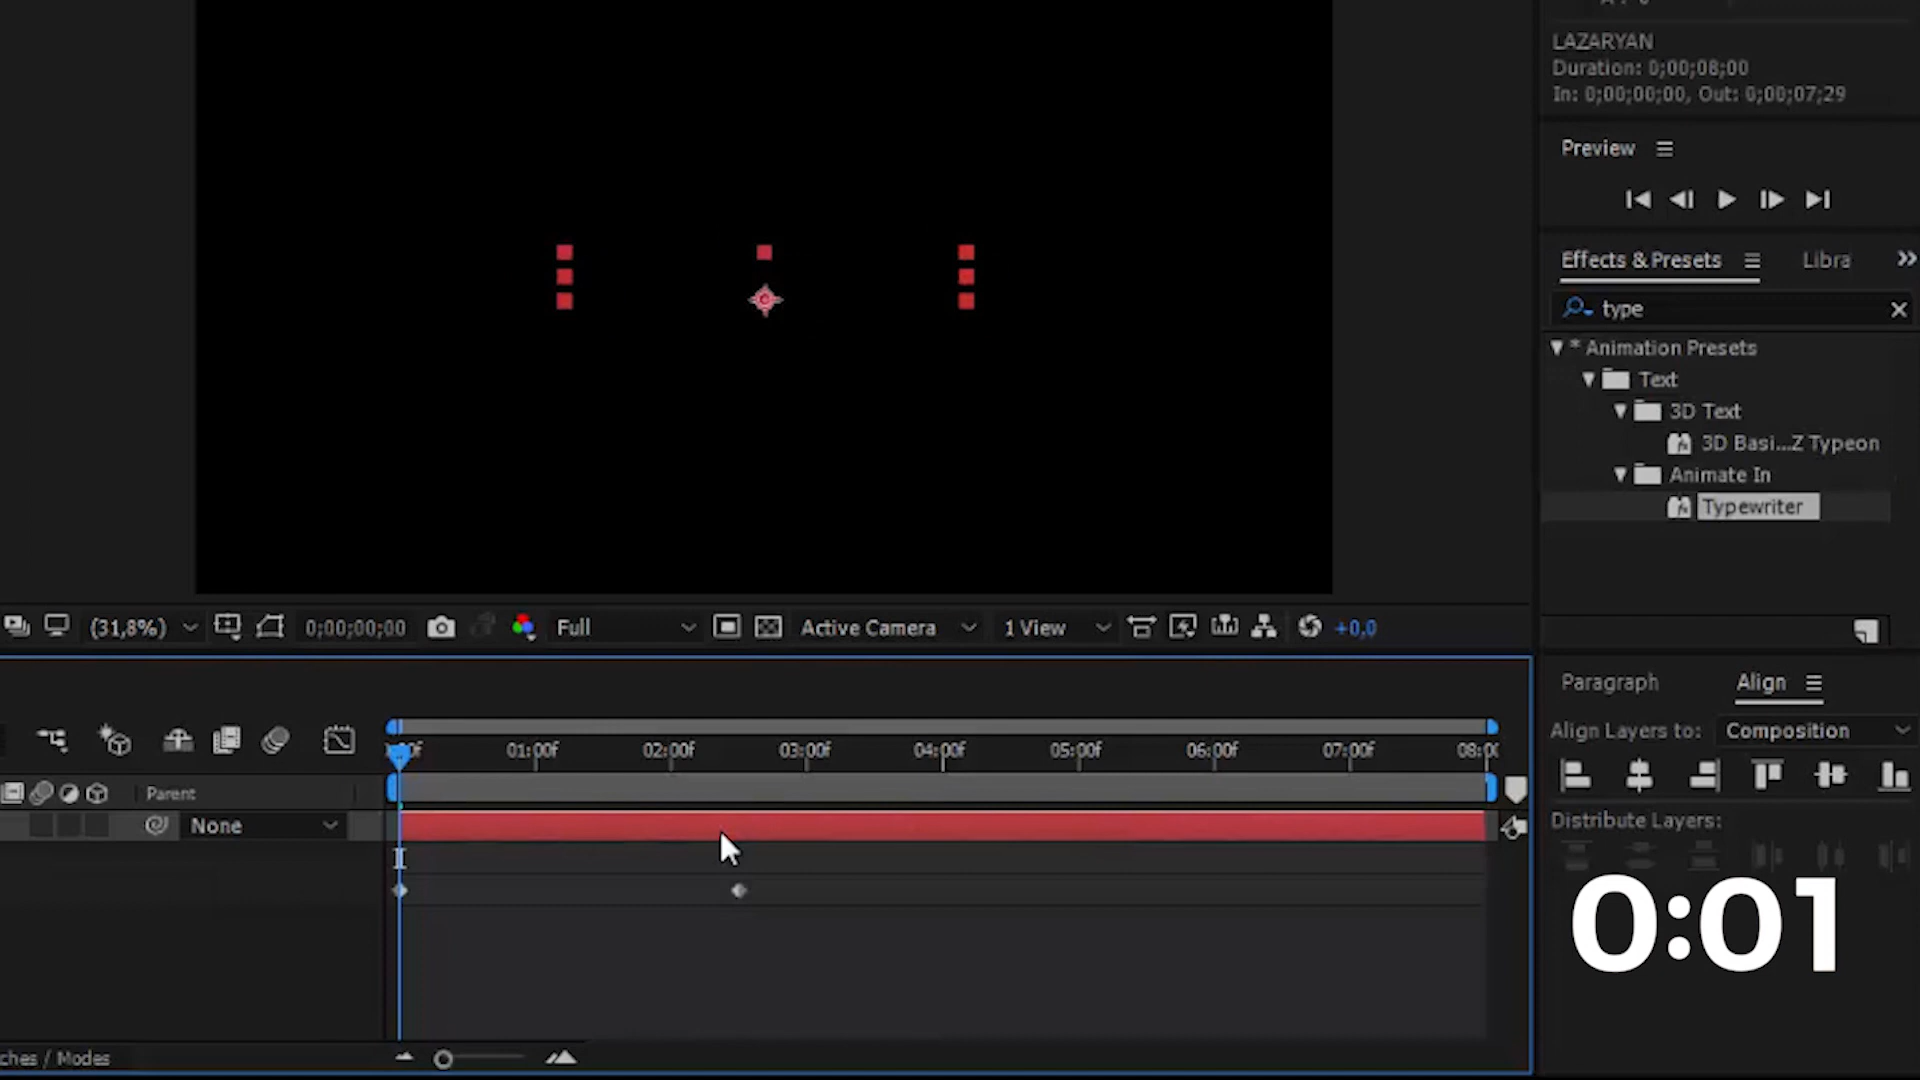 LAZARYAN
Duration: 0;00;08;00
In: 0;00;00;00, Out: 0;00;07;29
Preview
Effects & Presets Libra
type
* Animation Presets
Text
3D Text
3D Basi...Z Typeon
Animate In
Typewriter
(31,8%) 0;00;00;00 Full Active Camera 1 View +0,0
Paragraph Align
Align Layers to: Composition
01:00f 02:00f 03:00f 04:00f 05:00f 06:00f 07:00f 08:00
Parent
None
Distribute Layers:
0:01
ches / Modes